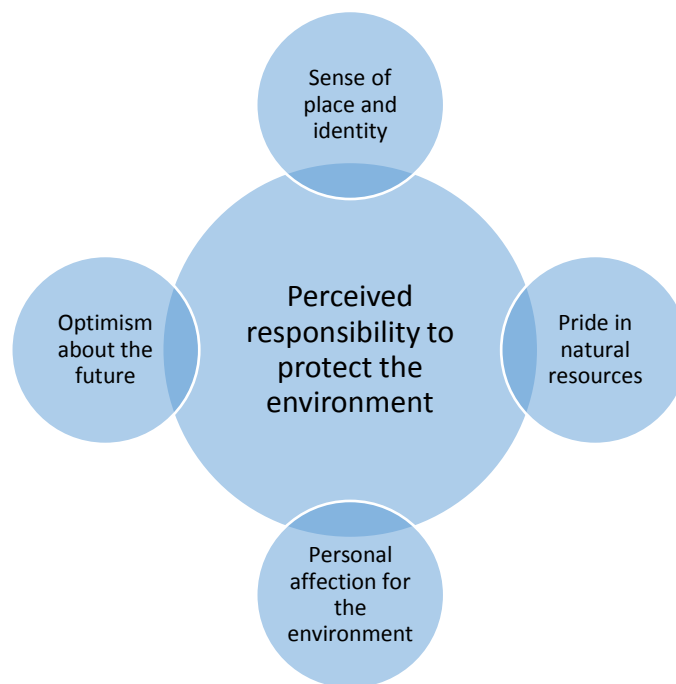 Sense of
place and
identity
Optimism
about the
future
Perceived
responsibility to
protect the
environment
Pride in
natural
resources
Personal
affection for
the
environment